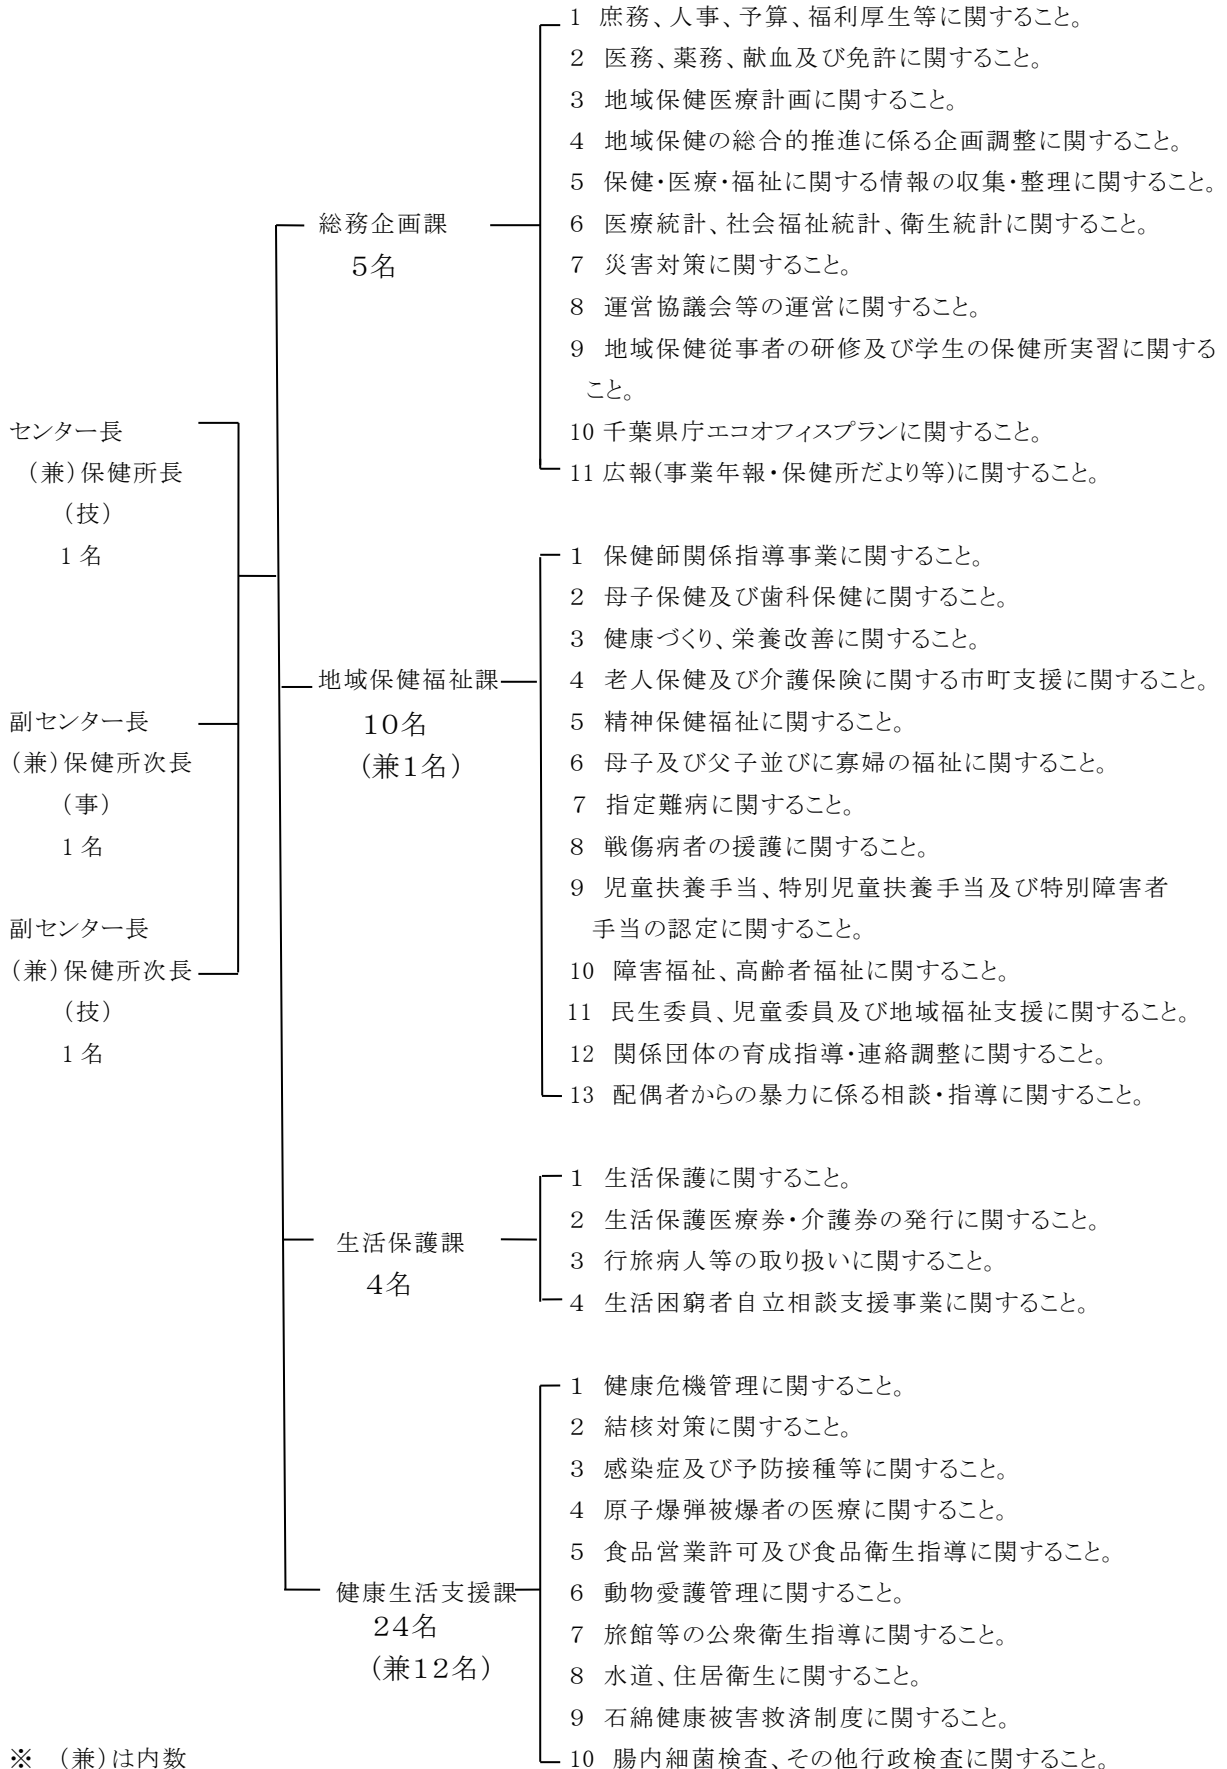 センター長
(兼)保健所長
(技)
1名
副センター長
(兼)保健所次長
(事)
1名
副センター長
(兼)保健所次長
(技)
1名
総務企画課
5名
1 庶務、人事、予算、福利厚生等に関すること。
2 医務、薬務、献血及び免許に関すること。
3 地域保健医療計画に関すること。
4 地域保健の総合的推進に係る企画調整に関すること。
5 保健・医療・福祉に関する情報の収集・整理に関すること。
6 医療統計、社会福祉統計、衛生統計に関すること。
7 災害対策に関すること。
8 運営協議会等の運営に関すること。
9 地域保健従事者の研修及び学生の保健所実習に関する
こと。
10 千葉県庁エコオフィスプランに関すること。
11 広報(事業年報・保健所だより等)に関すること。
地域保健福祉課
10名
(兼1名)
1 保健師関係指導事業に関すること。
2 母子保健及び歯科保健に関すること。
3 健康づくり、栄養改善に関すること。
4 老人保健及び介護保険に関する市町支援に関すること。
5 精神保健福祉に関すること。
6 母子及び父子並びに寡婦の福祉に関すること。
7 指定難病に関すること。
8 戦傷病者の援護に関すること。
9 児童扶養手当、特別児童扶養手当及び特別障害者
手当の認定に関すること。
10 障害福祉、高齢者福祉に関すること。
11 民生委員、児童委員及び地域福祉支援に関すること。
12 関係団体の育成指導・連絡調整に関すること。
13 配偶者からの暴力に係る相談・指導に関すること。
生活保護課
4名
1 生活保護に関すること。
2 生活保護医療券・介護券の発行に関すること。
3 行旅病人等の取り扱いに関すること。
4 生活困窮者自立相談支援事業に関すること。
健康生活支援課
24名
(兼12名)
1 健康危機管理に関すること。
2 結核対策に関すること。
3 感染症及び予防接種等に関すること。
4 原子爆弾被爆者の医療に関すること。
5 食品営業許可及び食品衛生指導に関すること。
6 動物愛護管理に関すること。
7 旅館等の公衆衛生指導に関すること。
8 水道、住居衛生に関すること。
9 石綿健康被害救済制度に関すること。
10 腸内細菌検査、その他行政検査に関すること。
※ (兼)は内数